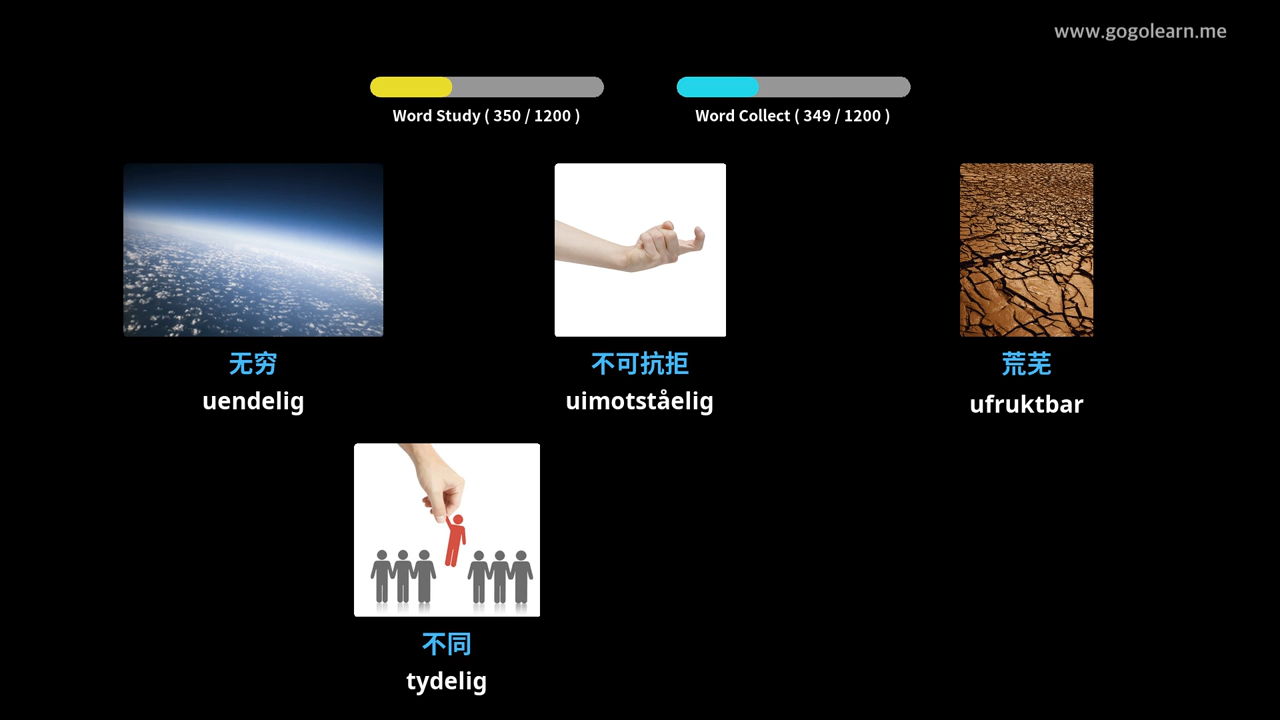 www.gogolearn.me
Word Study ( 350 / 1200 )
Word Collect ( 349 / 1200 )
无穷
uendelig
不可抗拒
uimotståelig
荒芜
ufruktbar
不同
tydelig